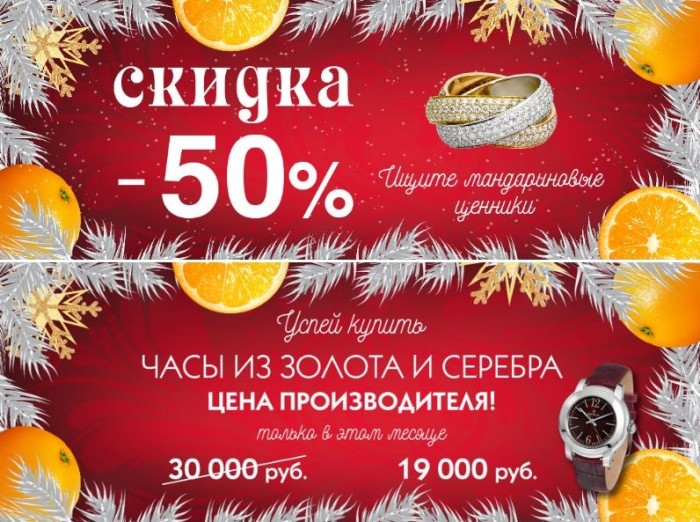 скидка
-50%
Ищите мандариновые
ценники
Успей купить
ЧАСЫ ИЗ ЗОЛОТА И СЕРЕБРА
ЦЕНА ПРОИЗВОДИТЕЛЯ!
только в этом месяце
30 000 руб. 19 000 руб.